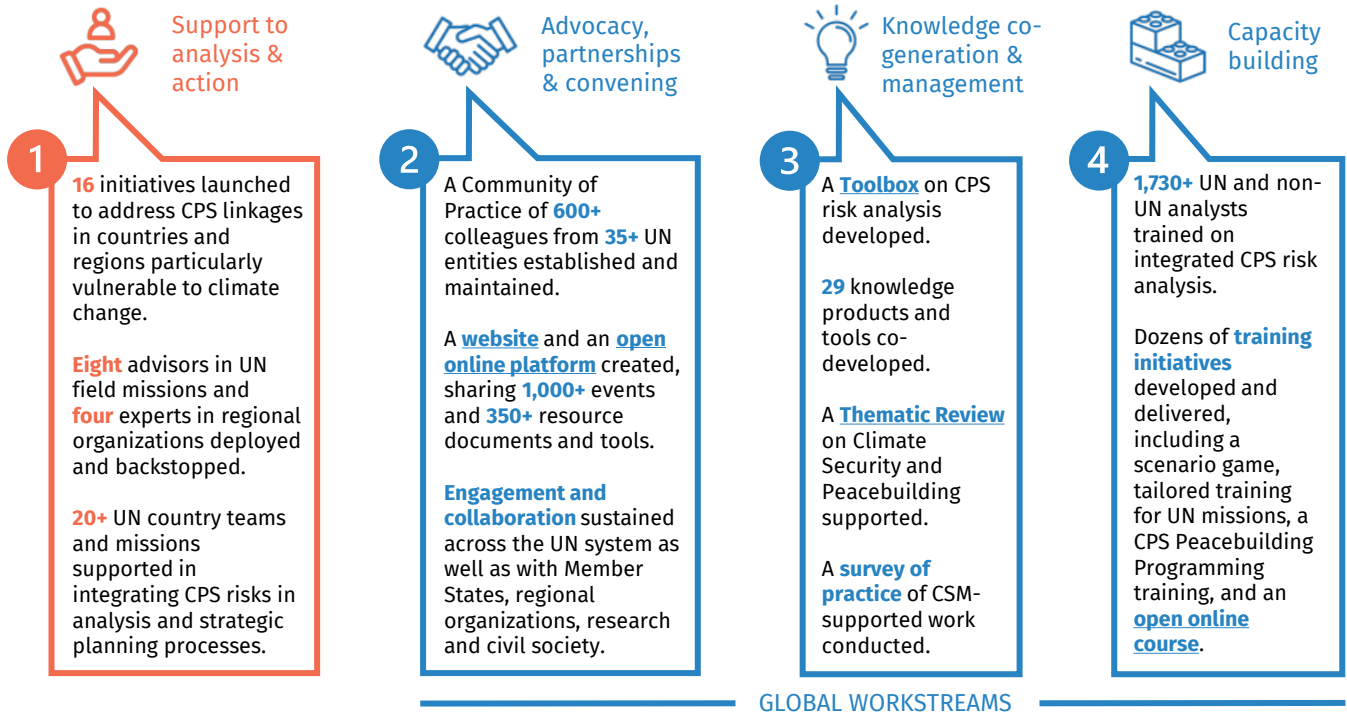 Support to
analysis &
action
1
16 initiatives launched
to address CPS linkages
in countries and
regions particularly
vulnerable to climate
change.
Eight advisors in UN
field missions and
four experts in regional
organizations deployed
and backstopped.
20+ UN country teams
and missions
supported in
integrating CPS risks in
analysis and strategic
planning processes.
Advocacy,
partnerships
& convening
2
A Community of
Practice of 600+
colleagues from 35+ UN
entities established and
maintained.
A website and an open
online platform created,
sharing 1,000+ events
and 350+ resource
documents and tools.
Engagement and
collaboration sustained
across the UN system as
well as with Member
States, regional
organizations, research
and civil society.
Knowledge co-
generation &
management
3
A Toolbox on CPS
risk analysis
developed.
29 knowledge
products and
tools co-
developed.
A Thematic Review
on Climate
Security and
Peacebuilding
supported.
A survey of
practice of CSM-
supported work
conducted.
Capacity
building
4
1,730+ UN and non-
UN analysts
trained on
integrated CPS risk
analysis.
Dozens of training
initiatives
developed and
delivered,
including a
scenario game,
tailored training
for UN missions, a
CPS Peacebuilding
Programming
training, and an
open online
course.
GLOBAL WORKSTREAMS